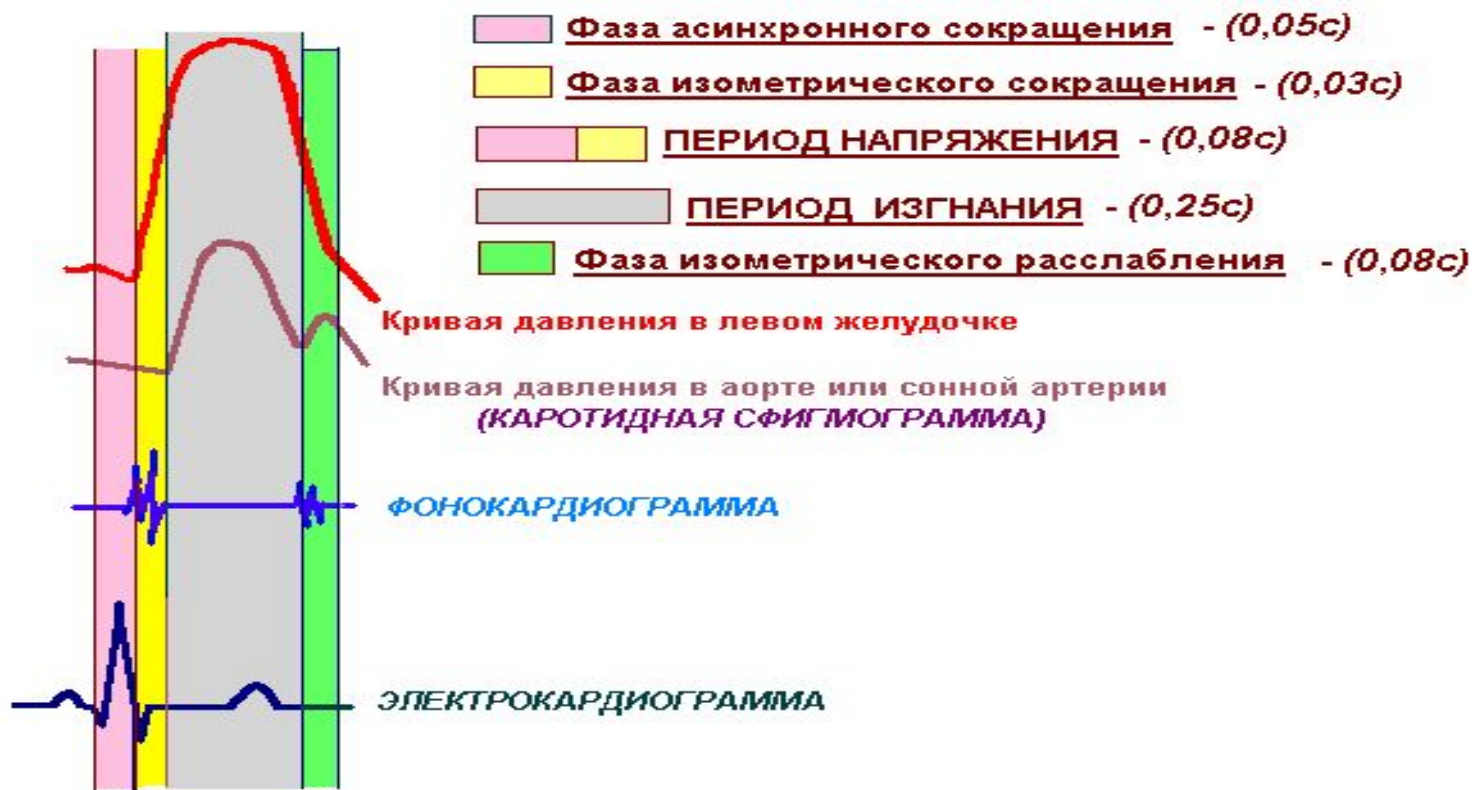 Фаза асинхронного сокращения - (0,05с)
Фаза изометрического сокращения - (0,03с)
ПЕРИОД НАПРЯЖЕНИЯ - (0,08с)
ПЕРИОД ИЗГНАНИЯ - (0,25с)
Фаза изометрического расслабления - (0,08с)
Кривая давления в левом желудочке
Кривая давления в аорте или сонной артерии
(КАРОТИДНАЯ СФИГМОГРАММА)
ФОНОКАРДИОГРАММА
ЭЛЕКТРОКАРДИОГРАММА